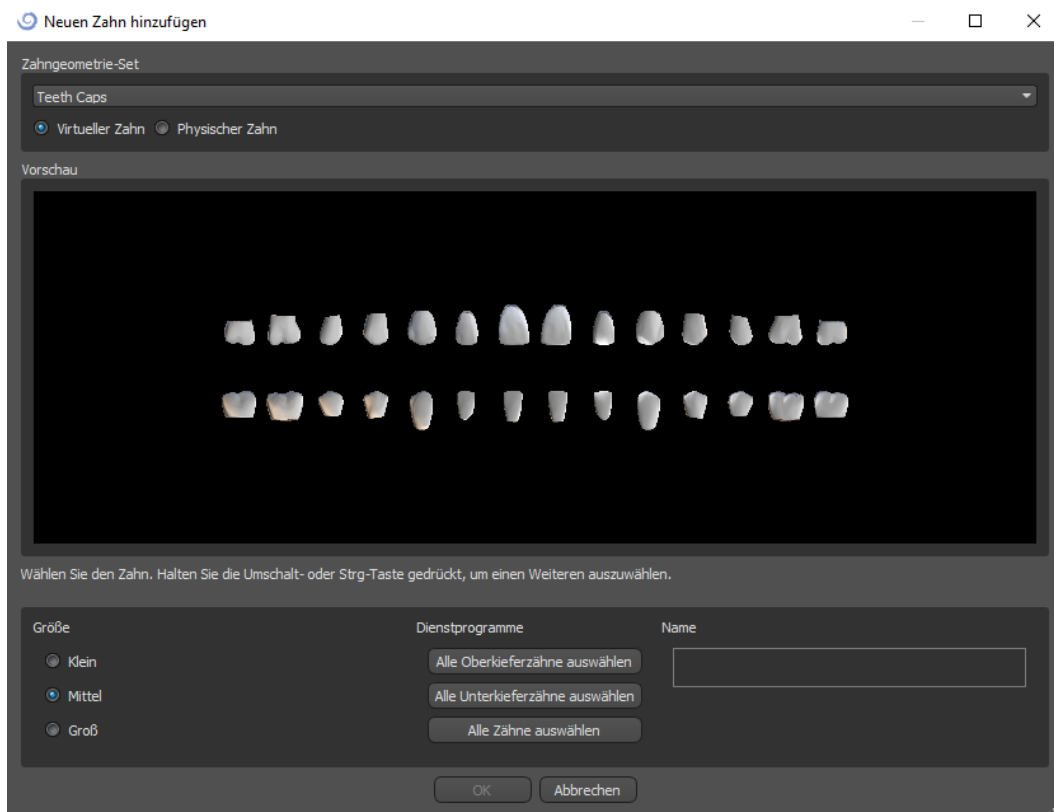 Neuen Zahn hinzufügen
Zahngeometrie-Set
Teeth Caps
Virtueller Zahn Physischer Zahn
Vorschau
Wählen Sie den Zahn. Halten Sie die Umschalt- oder Strg-Taste gedrückt, um einen Weiteren auszuwählen.
Größe Dienstprogramme Name
Klein Alle Oberkieferzähne auswählen
Mittel Alle Unterkieferzähne auswählen
Groß Alle Zähne auswählen
OK Abbrechen